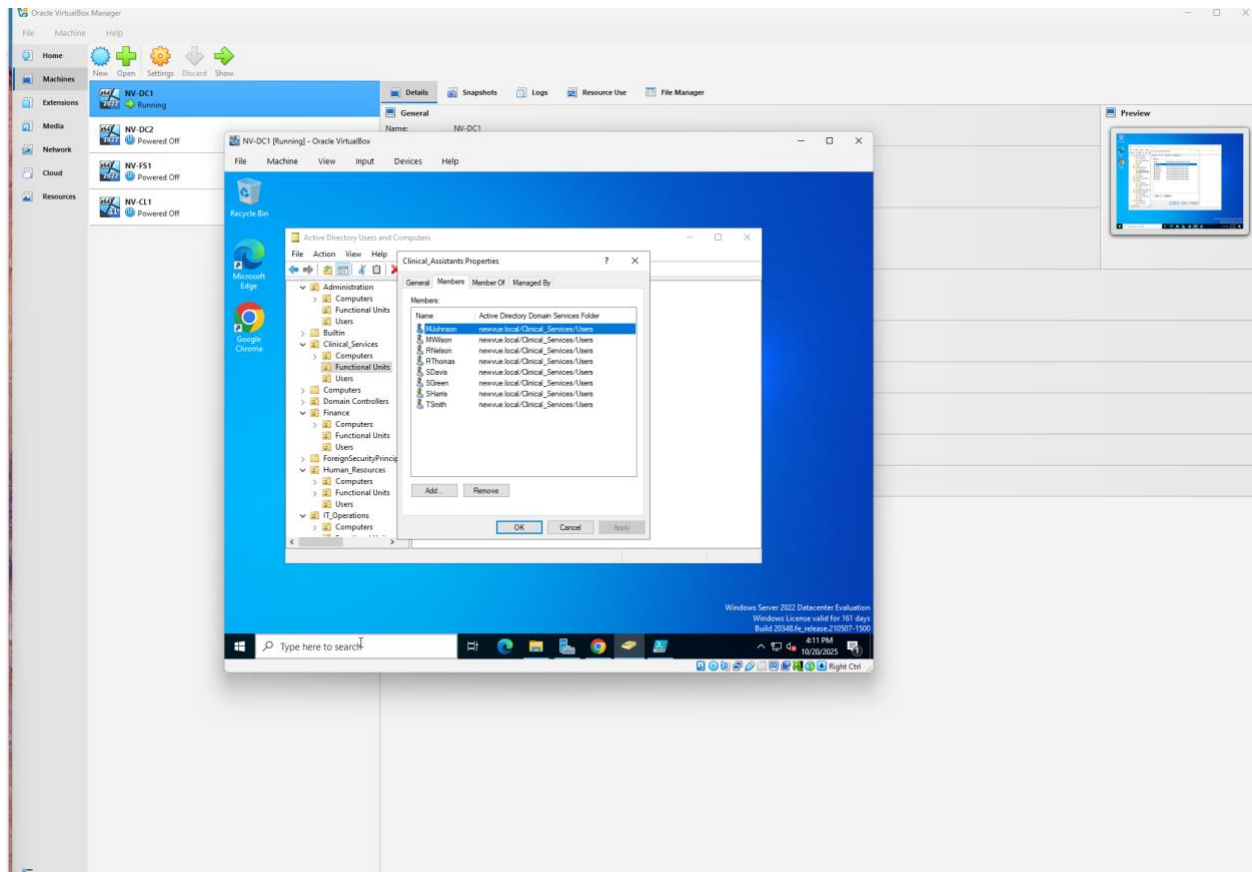 Oracle VirtualBox Manager
File Machine Help
Home
Machines
Extensions
Media
Network
Cloud
Resources
New Open Settings Discard Show
NV-DC1
Running
NV-DC2
Powered Off
NV-FS1
Powered Off
NV-CL1
Powered Off
Details Snapshots Logs Resource Use File Manager
General
Name: NV-DC1
Preview
NV-DC1 [Running] - Oracle VirtualBox
File Machine View Input Devices Help
Recycle Bin
Microsoft
Edge
Google
Chrome
Active Directory Users and Computers
File Action View Help
Administration
Computers
Functional Units
Users
Builtin
Clinical_Services
Computers
Functional Units
Users
Computers
Domain Controllers
Finance
Computers
Functional Units
Users
ForeignSecurityPrincip
Human_Resources
Computers
Functional Units
Users
IT_Operations
Computers
Clinical_Assistants Properties ? X
General Members Member Of Managed By
Members:
Name Active Directory Domain Services Folder
MJohnson newvue.local/Clinical_Services/Users
MWilson newvue.local/Clinical_Services/Users
RNelson newvue.local/Clinical_Services/Users
RThomas newvue.local/Clinical_Services/Users
SDavis newvue.local/Clinical_Services/Users
SGreen newvue.local/Clinical_Services/Users
SHarris newvue.local/Clinical_Services/Users
TSmith newvue.local/Clinical_Services/Users
Add... Remove
OK Cancel Apply
Windows Server 2022 Datacenter Evaluation
Windows License valid for 161 days
Build 20348.fe_release.210507-1500
Type here to search
4:11 PM
10/20/2025
Right Ctrl